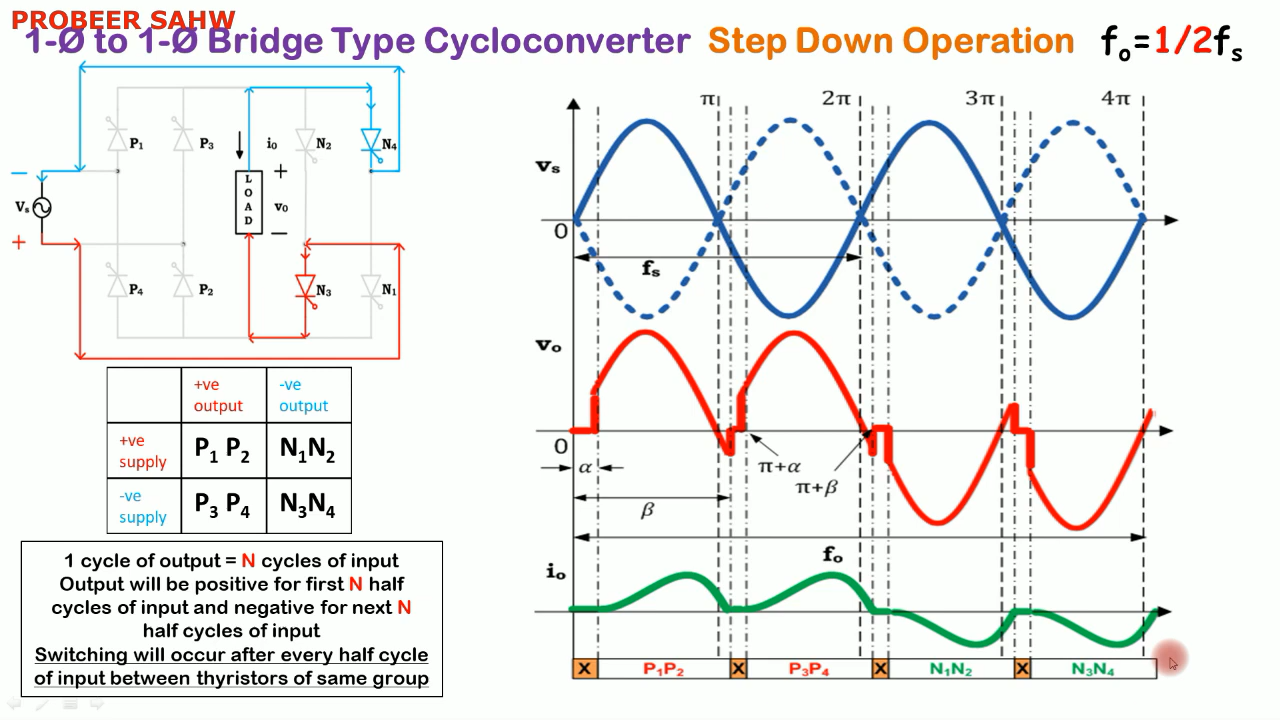 PROBEER SAHW
1-Ø to 1-Ø Bridge Type Cycloconverter Step Down Operation fo=1/2fs
P1 P3 i0 N2 N4
+
L O A D
v0
−
−
Vs
+
P4 P2 N3 N1
+ve output -ve output
+ve supply P1 P2 N1N2
-ve supply P3 P4 N3N4
1 cycle of output = N cycles of input
Output will be positive for first N half
cycles of input and negative for next N
half cycles of input
Switching will occur after every half cycle
of input between thyristors of same group
π 2π 3π 4π
vs
0
fs
vo
0
α π+α
π+β
β
fo
io
X P1P2 X P3P4 X N1N2 X N3N4